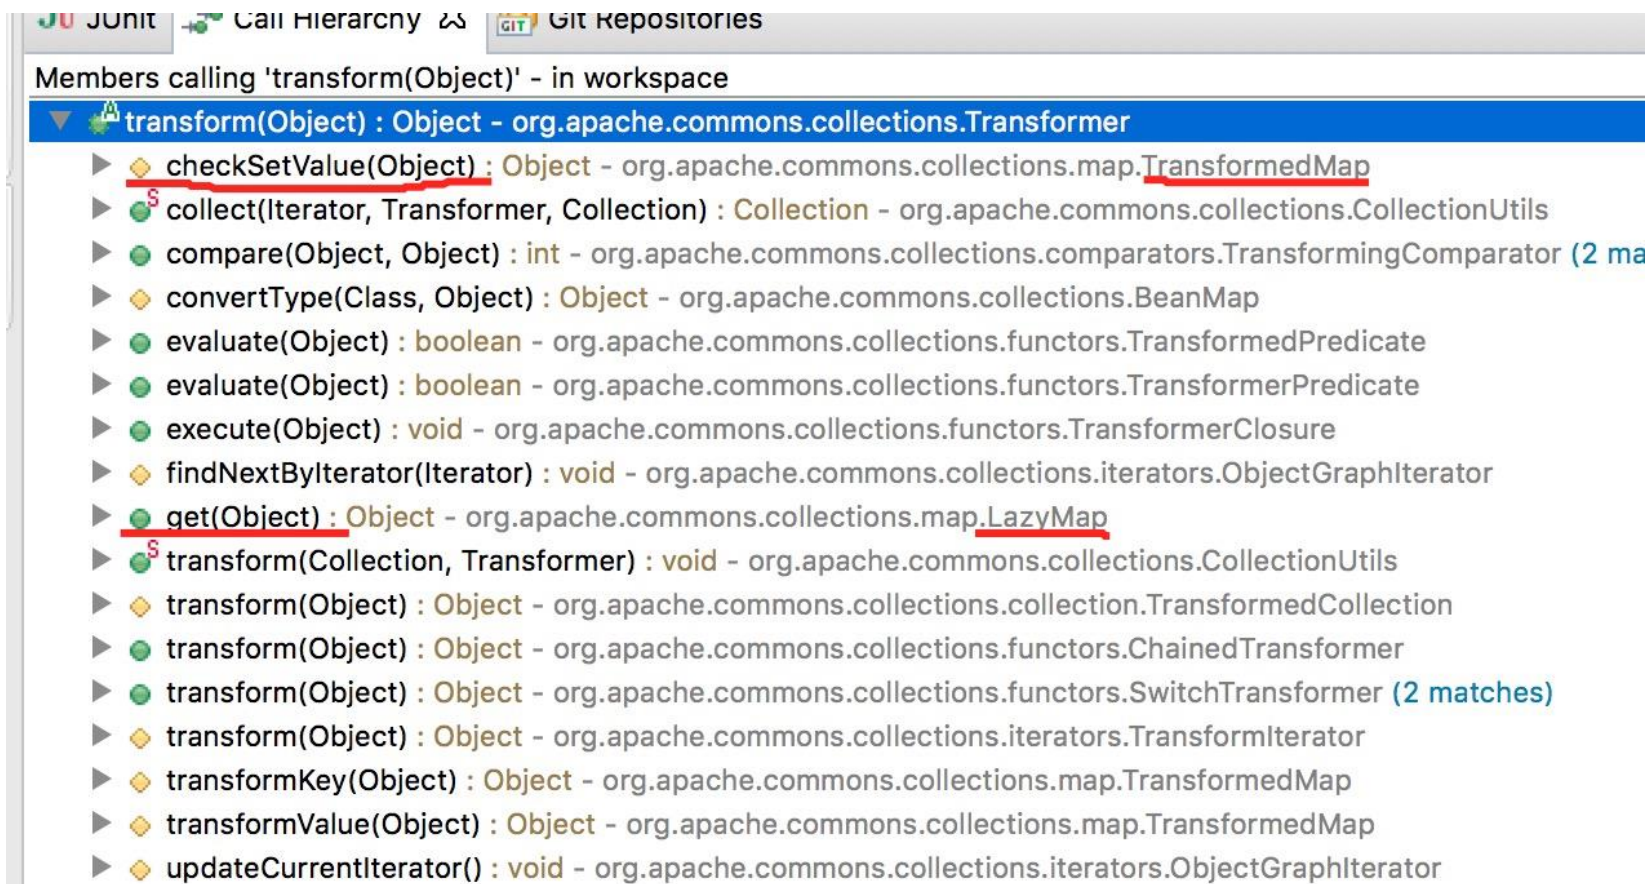 JUnit Call Hierarchy GIT Git Repositories
Members calling 'transform(Object)' - in workspace
transform(Object) : Object - org.apache.commons.collections.Transformer
checkSetValue(Object) : Object - org.apache.commons.collections.map.TransformedMap
collect(Iterator, Transformer, Collection) : Collection - org.apache.commons.collections.CollectionUtils
compare(Object, Object) : int - org.apache.commons.collections.comparators.TransformingComparator (2 ma
convertType(Class, Object) : Object - org.apache.commons.collections.BeanMap
evaluate(Object) : boolean - org.apache.commons.collections.functors.TransformedPredicate
evaluate(Object) : boolean - org.apache.commons.collections.functors.TransformerPredicate
execute(Object) : void - org.apache.commons.collections.functors.TransformerClosure
findNextByIterator(Iterator) : void - org.apache.commons.collections.iterators.ObjectGraphIterator
get(Object) : Object - org.apache.commons.collections.map.LazyMap
transform(Collection, Transformer) : void - org.apache.commons.collections.CollectionUtils
transform(Object) : Object - org.apache.commons.collections.collection.TransformedCollection
transform(Object) : Object - org.apache.commons.collections.functors.ChainedTransformer
transform(Object) : Object - org.apache.commons.collections.functors.SwitchTransformer (2 matches)
transform(Object) : Object - org.apache.commons.collections.iterators.TransformIterator
transformKey(Object) : Object - org.apache.commons.collections.map.TransformedMap
transformValue(Object) : Object - org.apache.commons.collections.map.TransformedMap
updateCurrentIterator() : void - org.apache.commons.collections.iterators.ObjectGraphIterator